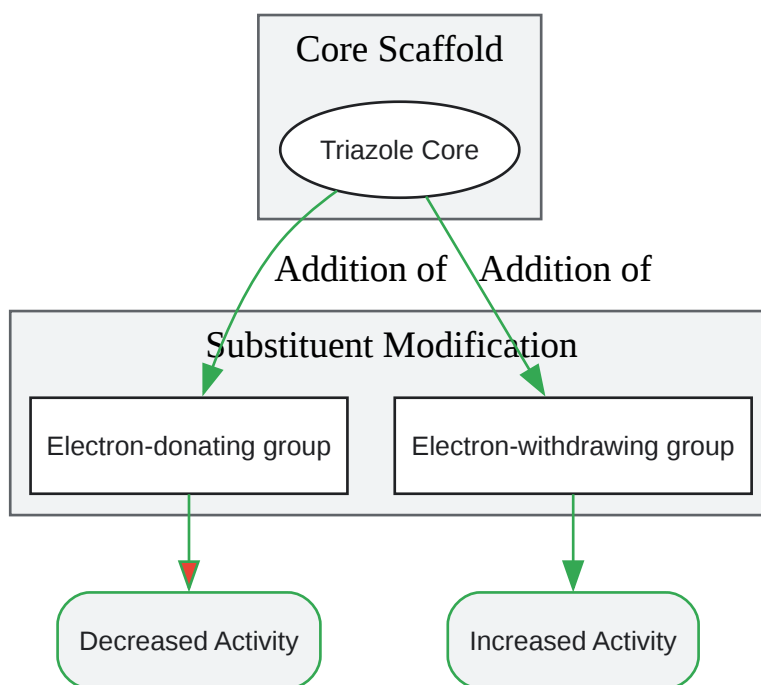 Core Scaffold
Triazole Core
Addition of
Addition of
Substituent Modification
Electron-donating group
Electron-withdrawing group
Decreased Activity
Increased Activity